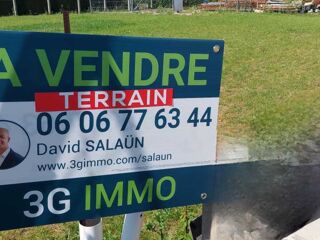 A VENDRE
TERRAIN
06 06 77 63 44
David SALAÜN
www.3gimmo.com/salaun
3G IMMO